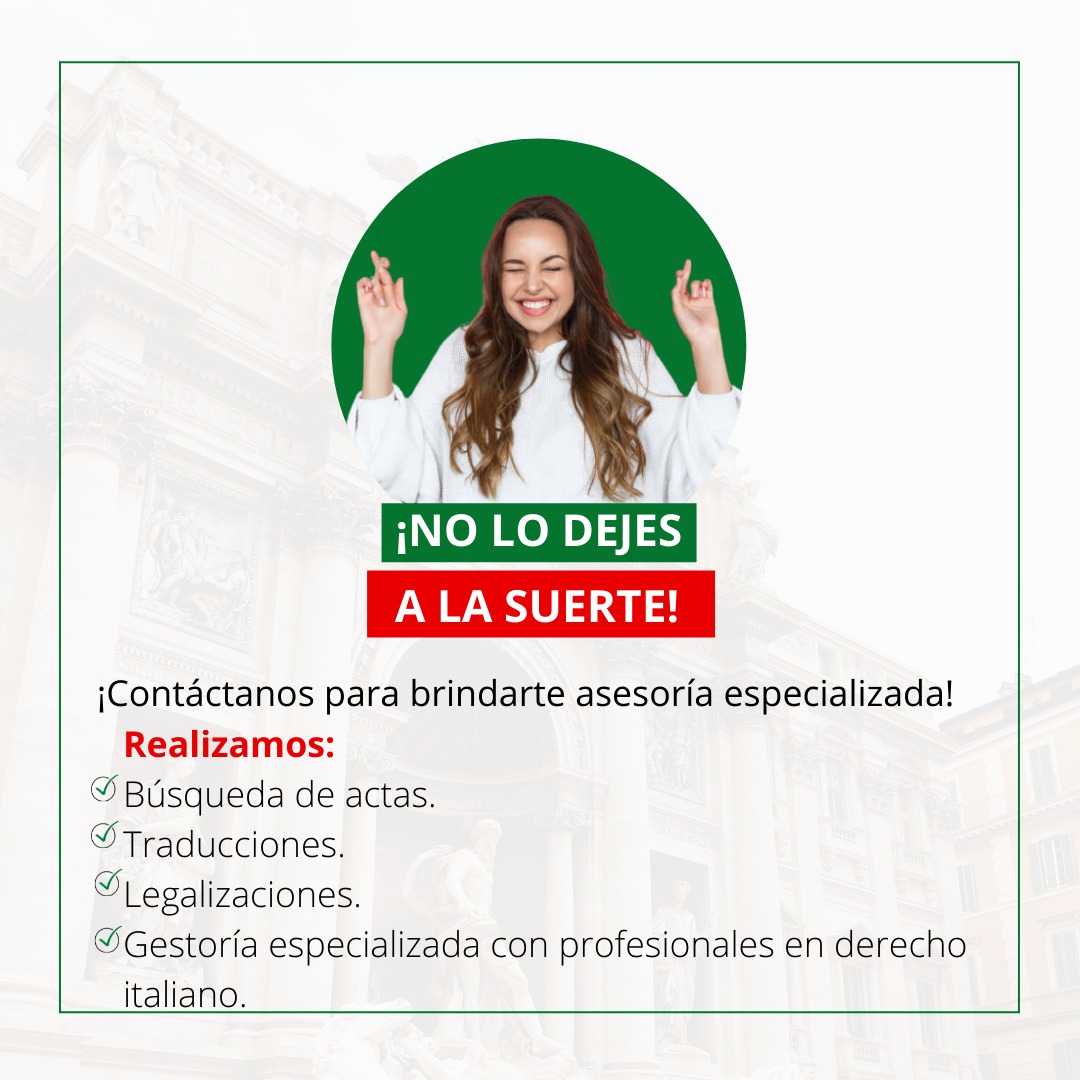 ¡NO LO DEJES
A LA SUERTE!
¡Contáctanos para brindarte asesoría especializada!
Realizamos:
Búsqueda de actas.
Traducciones.
Legalizaciones.
Gestoría especializada con profesionales en derecho
italiano.